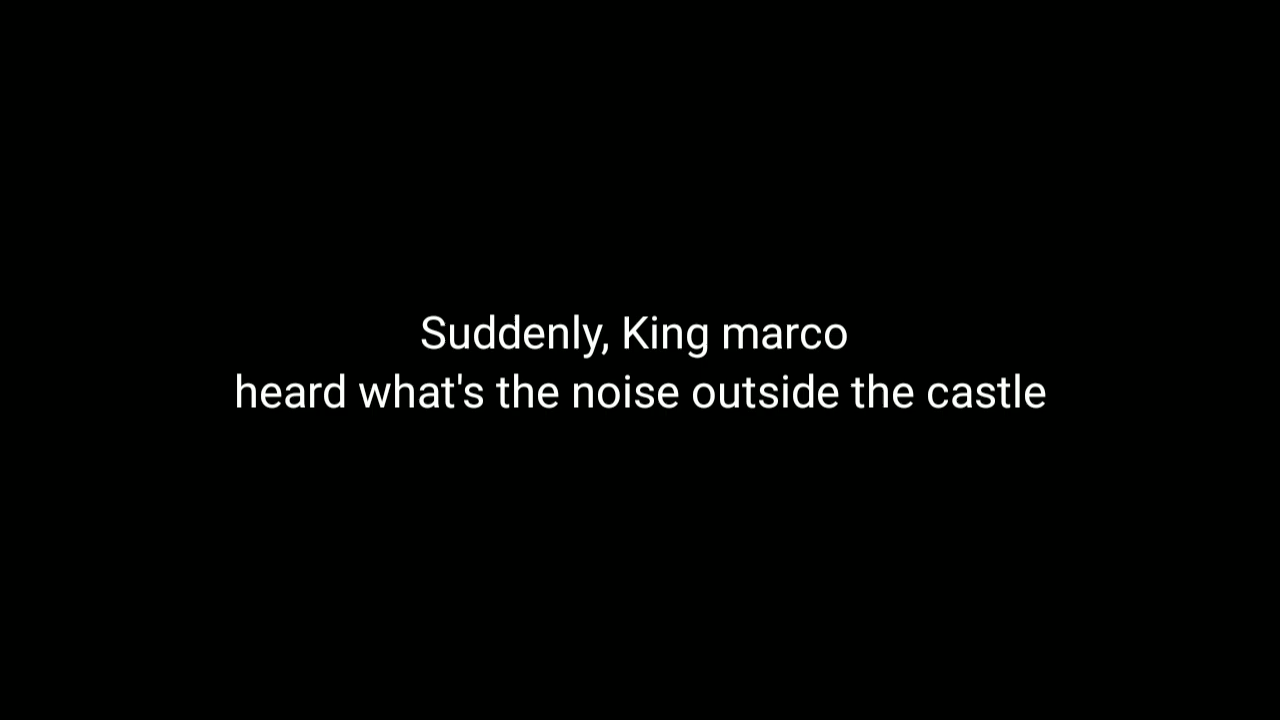 Suddenly, King marco
heard what's the noise outside the castle